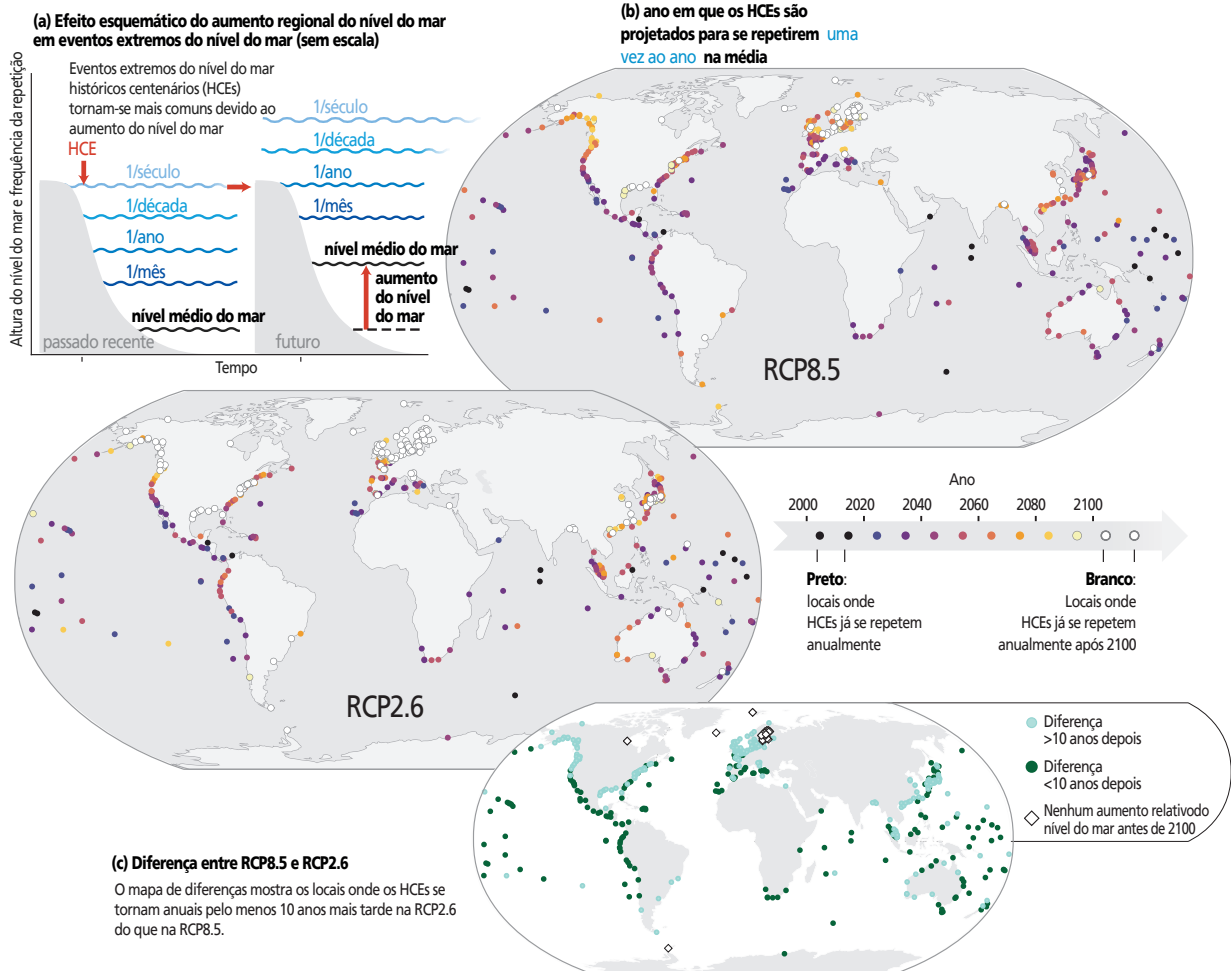 (a) Efeito esquemático do aumento regional do nível do mar
em eventos extremos do nível do mar (sem escala)
Altura do nível do mar e frequência da repetição
Eventos extremos do nível do mar
históricos centenários (HCEs)
tornam-se mais comuns devido ao
aumento do nível do mar
HCE
1/século
1/década
1/ano
1/mês
nível médio do mar
passado recente
1/século
1/década
1/ano
1/mês
nível médio do mar
aumento
do nível
do mar
futuro
Tempo
(b) ano em que os HCEs são
projetados para se repetirem uma
vez ao ano na média
RCP8.5
RCP2.6
Ano
2000 2020 2040 2060 2080 2100
Preto:
locais onde
HCEs já se repetem
anualmente
Branco:
Locais onde
HCEs já se repetem
anualmente após 2100
(c) Diferença entre RCP8.5 e RCP2.6
O mapa de diferenças mostra os locais onde os HCEs se
tornam anuais pelo menos 10 anos mais tarde na RCP2.6
do que na RCP8.5.
Diferença
>10 anos depois
Diferença
<10 anos depois
Nenhum aumento relativodo
nível do mar antes de 2100